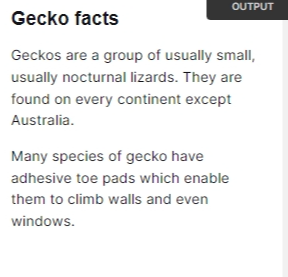 OUTPUT
Gecko facts
Geckos are a group of usually small,
usually nocturnal lizards. They are
found on every continent except
Australia.
Many species of gecko have
adhesive toe pads which enable
them to climb walls and even
windows.